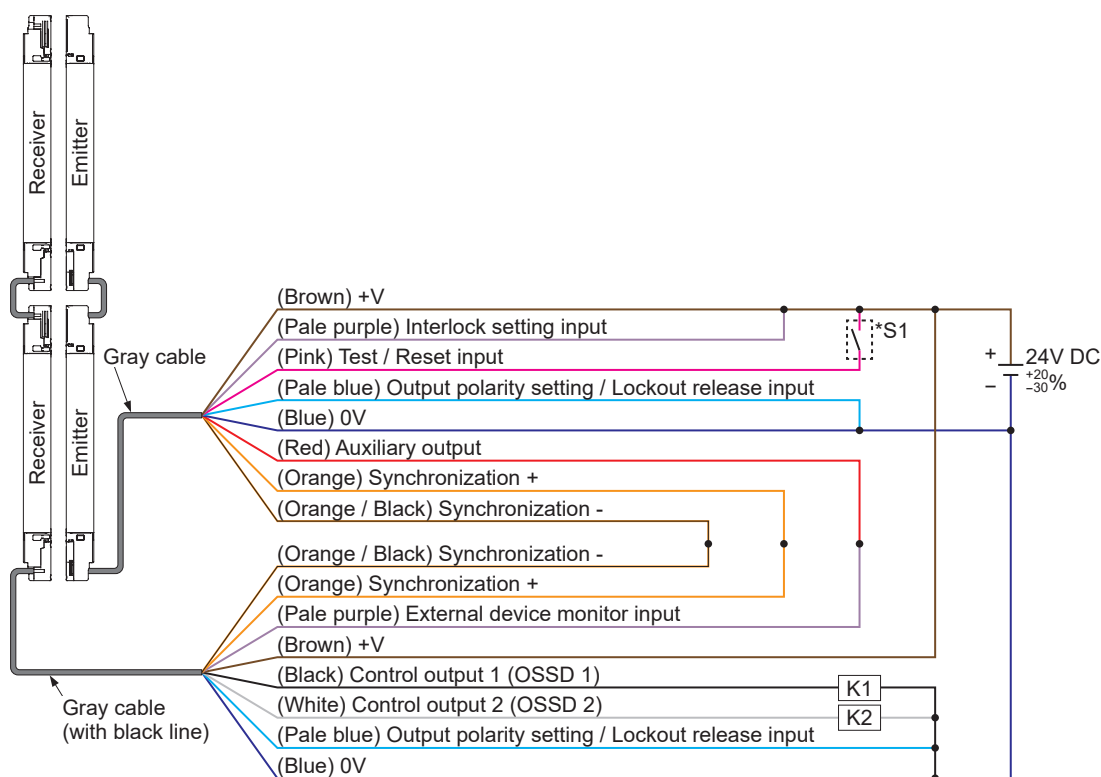 Receiver
Emitter
Receiver
Emitter
Gray cable
(Brown) +V
(Pale purple) Interlock setting input
(Pink) Test / Reset input
(Pale blue) Output polarity setting / Lockout release input
(Blue) 0V
(Red) Auxiliary output
(Orange) Synchronization +
(Orange / Black) Synchronization -
*S1
+
−
24V DC
+20
−30%
(Orange / Black) Synchronization -
(Orange) Synchronization +
(Pale purple) External device monitor input
(Brown) +V
(Black) Control output 1 (OSSD 1)
(White) Control output 2 (OSSD 2)
(Pale blue) Output polarity setting / Lockout release input
(Blue) 0V
K1
K2
Gray cable
(with black line)